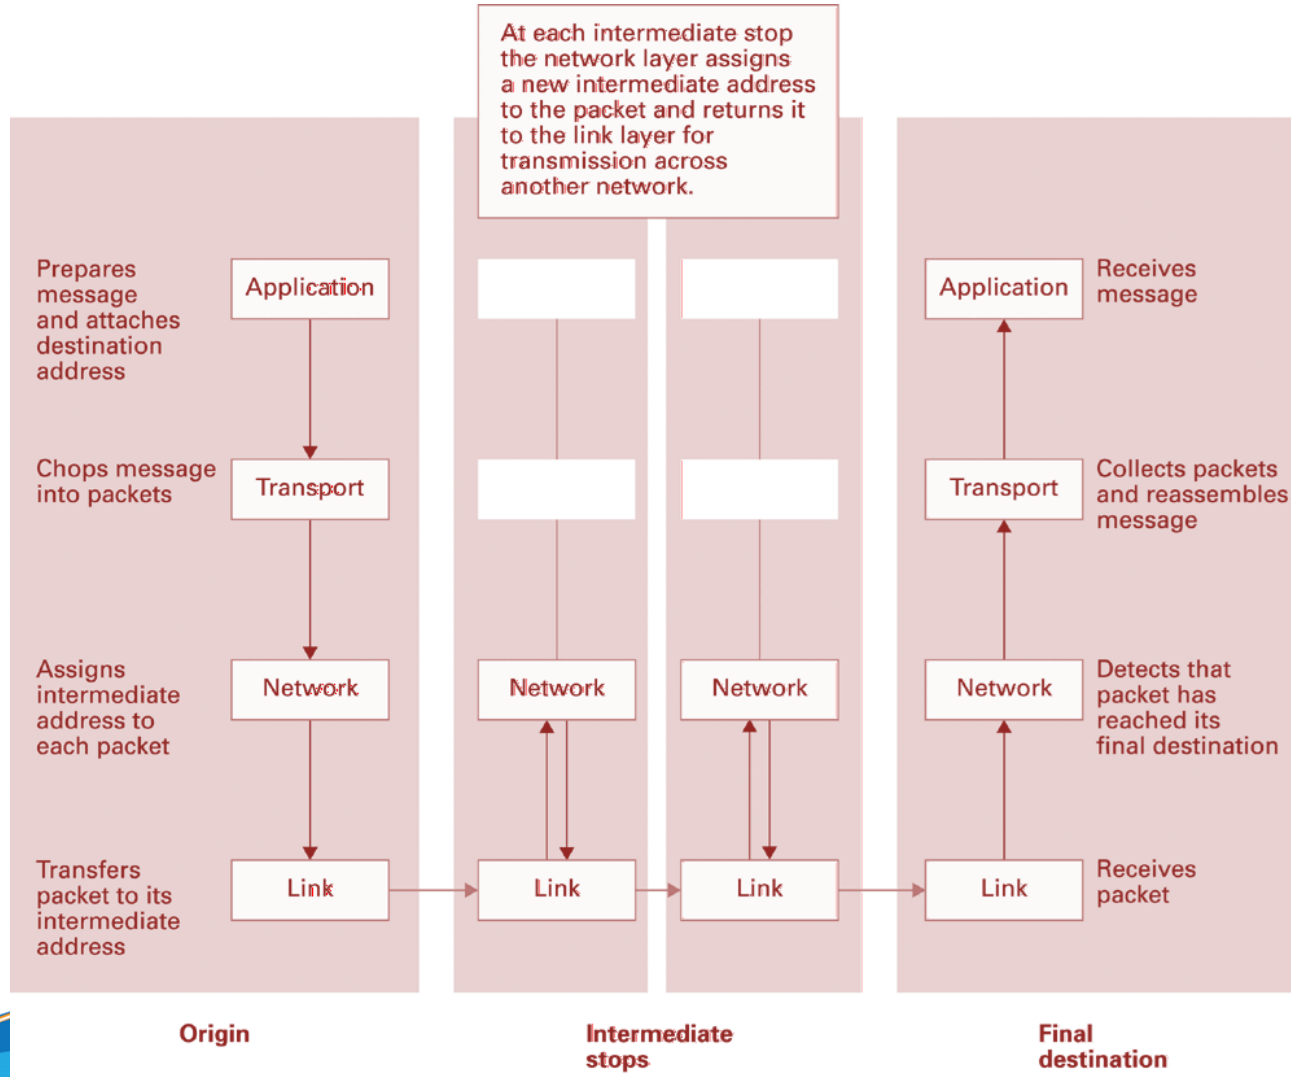 At each intermediate stop
the network layer assigns
a new intermediate address
to the packet and returns it
to the link layer for
transmission across
another network.
Prepares
message
and attaches
destination
address
Application
Application
Receives
message
Chops message
into packets
Transport
Transport
Collects packets
and reassembles
message
Assigns
intermediate
address to
each packet
Network
Network
Network
Network
Detects that
packet has
reached its
final destination
Transfers
packet to its
intermediate
address
Link
Link
Link
Link
Receives
packet
Origin
Intermediate
stops
Final
destination